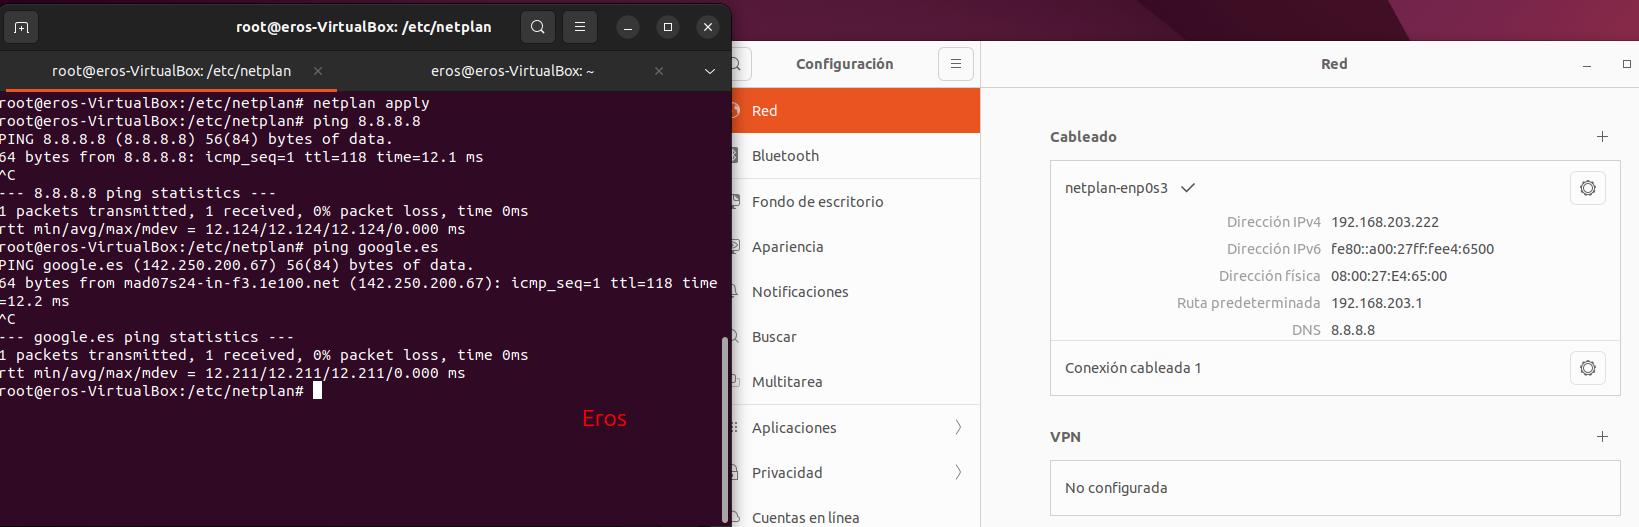 root@eros-VirtualBox: /etc/netplan
root@eros-VirtualBox: /etc/netplan
eros@eros-VirtualBox: ~
root@eros-VirtualBox:/etc/netplan# netplan apply
root@eros-VirtualBox:/etc/netplan# ping 8.8.8.8
PING 8.8.8.8 (8.8.8.8) 56(84) bytes of data.
64 bytes from 8.8.8.8: icmp_seq=1 ttl=118 time=12.1 ms
^C
--- 8.8.8.8 ping statistics ---
1 packets transmitted, 1 received, 0% packet loss, time 0ms
rtt min/avg/max/mdev = 12.124/12.124/12.124/0.000 ms
root@eros-VirtualBox:/etc/netplan# ping google.es
PING google.es (142.250.200.67) 56(84) bytes of data.
64 bytes from mad07s24-in-f3.1e100.net (142.250.200.67): icmp_seq=1 ttl=118 time
=12.2 ms
^C
--- google.es ping statistics ---
1 packets transmitted, 1 received, 0% packet loss, time 0ms
rtt min/avg/max/mdev = 12.211/12.211/12.211/0.000 ms
root@eros-VirtualBox:/etc/netplan#
Eros
Configuración
Red
Bluetooth
Fondo de escritorio
Apariencia
Notificaciones
Buscar
Multitarea
Aplicaciones
Privacidad
Cuentas en línea
Red
Cableado
netplan-enp0s3
Dirección IPv4 192.168.203.222
Dirección IPv6 fe80::a00:27ff:fee4:6500
Dirección física 08:00:27:E4:65:00
Ruta predeterminada 192.168.203.1
DNS 8.8.8.8
Conexión cableada 1
VPN
No configurada